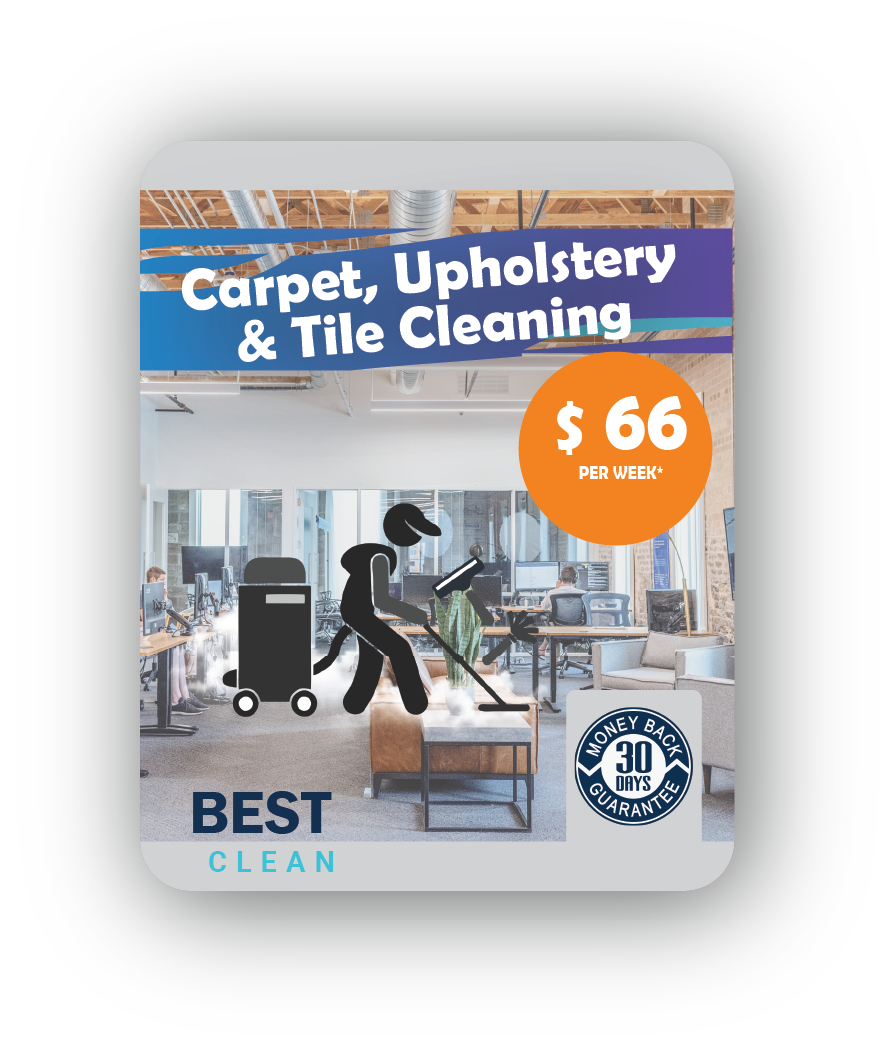 Carpet, Upholstery
& Tile Cleaning
$ 66
PER WEEK*
MONEY BACK
30
DAYS
GUARANTEE
BEST
CLEAN